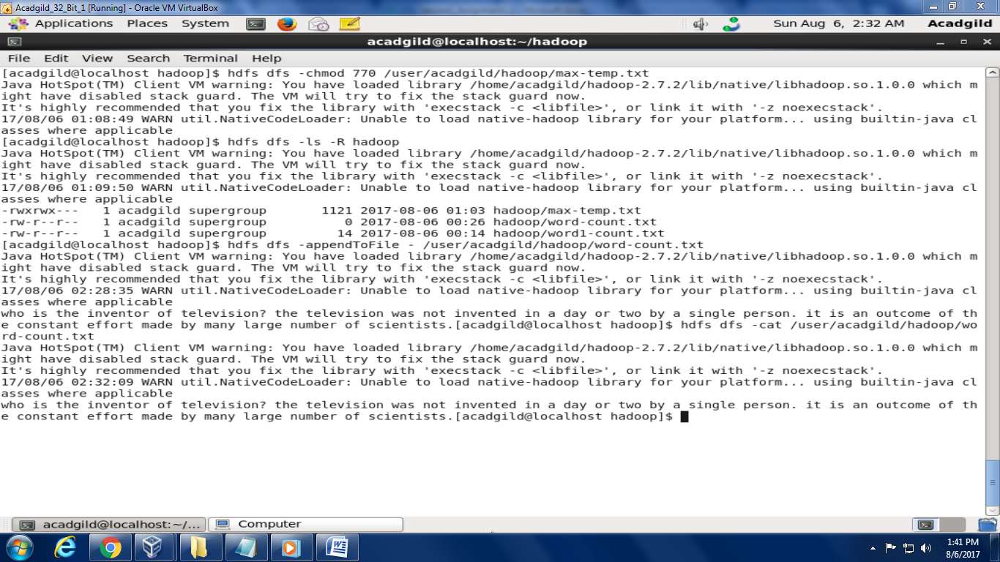 Acadgild_32_Bit_1 [Running] - Oracle VM VirtualBox
Applications Places System Sun Aug 6, 2:32 AM Acadgild
acadgild@localhost:~/hadoop
File Edit View Search Terminal Help
[acadgild@localhost hadoop]$ hdfs dfs -chmod 770 /user/acadgild/hadoop/max-temp.txt
Java HotSpot(TM) Client VM warning: You have loaded library /home/acadgild/hadoop-2.7.2/lib/native/libhadoop.so.1.0.0 which m
ight have disabled stack guard. The VM will try to fix the stack guard now.
It's highly recommended that you fix the library with 'execstack -c <libfile>', or link it with '-z noexecstack'.
17/08/06 01:08:49 WARN util.NativeCodeLoader: Unable to load native-hadoop library for your platform... using builtin-java cl
asses where applicable
[acadgild@localhost hadoop]$ hdfs dfs -ls -R hadoop
Java HotSpot(TM) Client VM warning: You have loaded library /home/acadgild/hadoop-2.7.2/lib/native/libhadoop.so.1.0.0 which m
ight have disabled stack guard. The VM will try to fix the stack guard now.
It's highly recommended that you fix the library with 'execstack -c <libfile>', or link it with '-z noexecstack'.
17/08/06 01:09:50 WARN util.NativeCodeLoader: Unable to load native-hadoop library for your platform... using builtin-java cl
asses where applicable
-rwxrwx---   1 acadgild supergroup       1121 2017-08-06 01:03 hadoop/max-temp.txt
-rw-r--r--   1 acadgild supergroup          0 2017-08-06 00:26 hadoop/word-count.txt
-rw-r--r--   1 acadgild supergroup         14 2017-08-06 00:14 hadoop/word1-count.txt
[acadgild@localhost hadoop]$ hdfs dfs -appendToFile - /user/acadgild/hadoop/word-count.txt
Java HotSpot(TM) Client VM warning: You have loaded library /home/acadgild/hadoop-2.7.2/lib/native/libhadoop.so.1.0.0 which m
ight have disabled stack guard. The VM will try to fix the stack guard now.
It's highly recommended that you fix the library with 'execstack -c <libfile>', or link it with '-z noexecstack'.
17/08/06 02:28:35 WARN util.NativeCodeLoader: Unable to load native-hadoop library for your platform... using builtin-java cl
asses where applicable
who is the inventor of television? the television was not invented in a day or two by a single person. it is an outcome of th
e constant effort made by many large number of scientists.[acadgild@localhost hadoop]$ hdfs dfs -cat /user/acadgild/hadoop/wo
rd-count.txt
Java HotSpot(TM) Client VM warning: You have loaded library /home/acadgild/hadoop-2.7.2/lib/native/libhadoop.so.1.0.0 which m
ight have disabled stack guard. The VM will try to fix the stack guard now.
It's highly recommended that you fix the library with 'execstack -c <libfile>', or link it with '-z noexecstack'.
17/08/06 02:32:09 WARN util.NativeCodeLoader: Unable to load native-hadoop library for your platform... using builtin-java cl
asses where applicable
who is the inventor of television? the television was not invented in a day or two by a single person. it is an outcome of th
e constant effort made by many large number of scientists.[acadgild@localhost hadoop]$
acadgild@localhost:~/... Computer
1:41 PM
8/6/2017